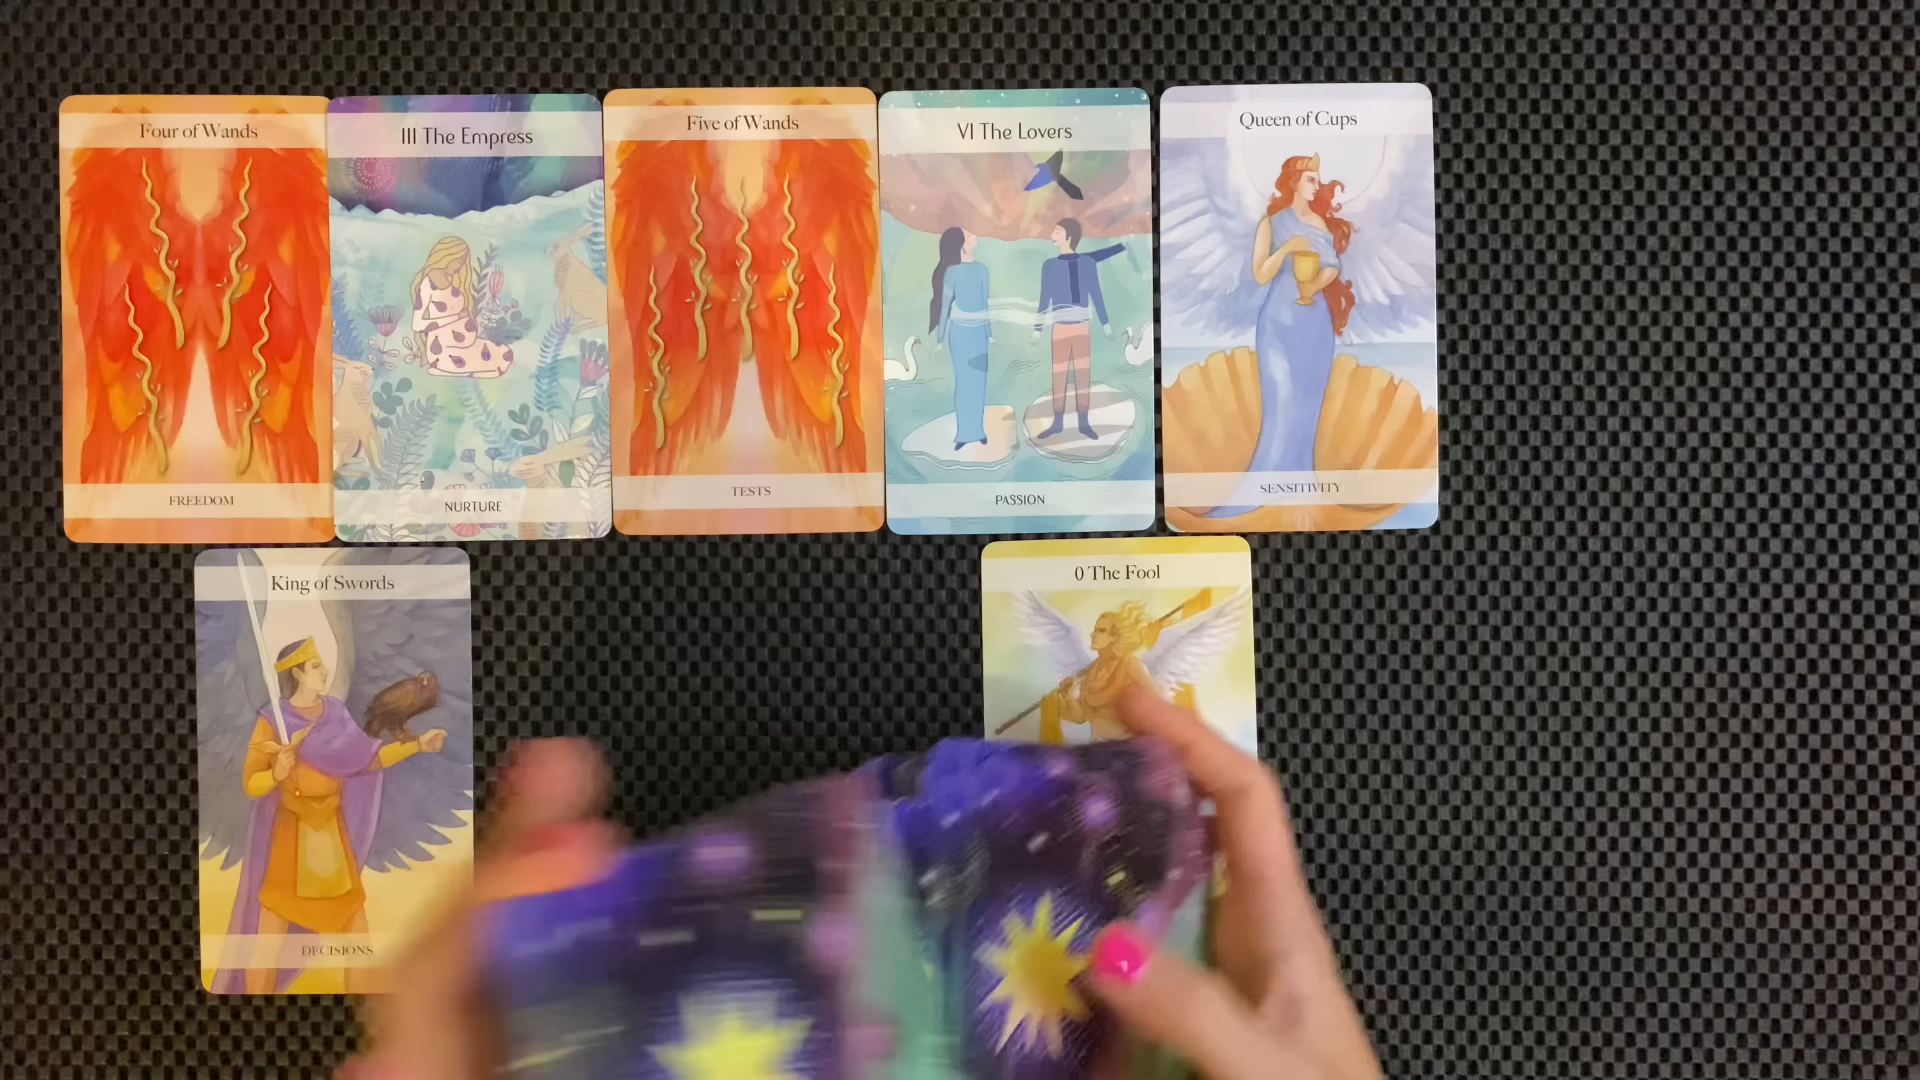 Four of Wands
FREEDOM
III The Empress
NURTURE
Five of Wands
TESTS
VI The Lovers
PASSION
Queen of Cups
SENSITIVITY
King of Swords
DECISIONS
0 The Fool